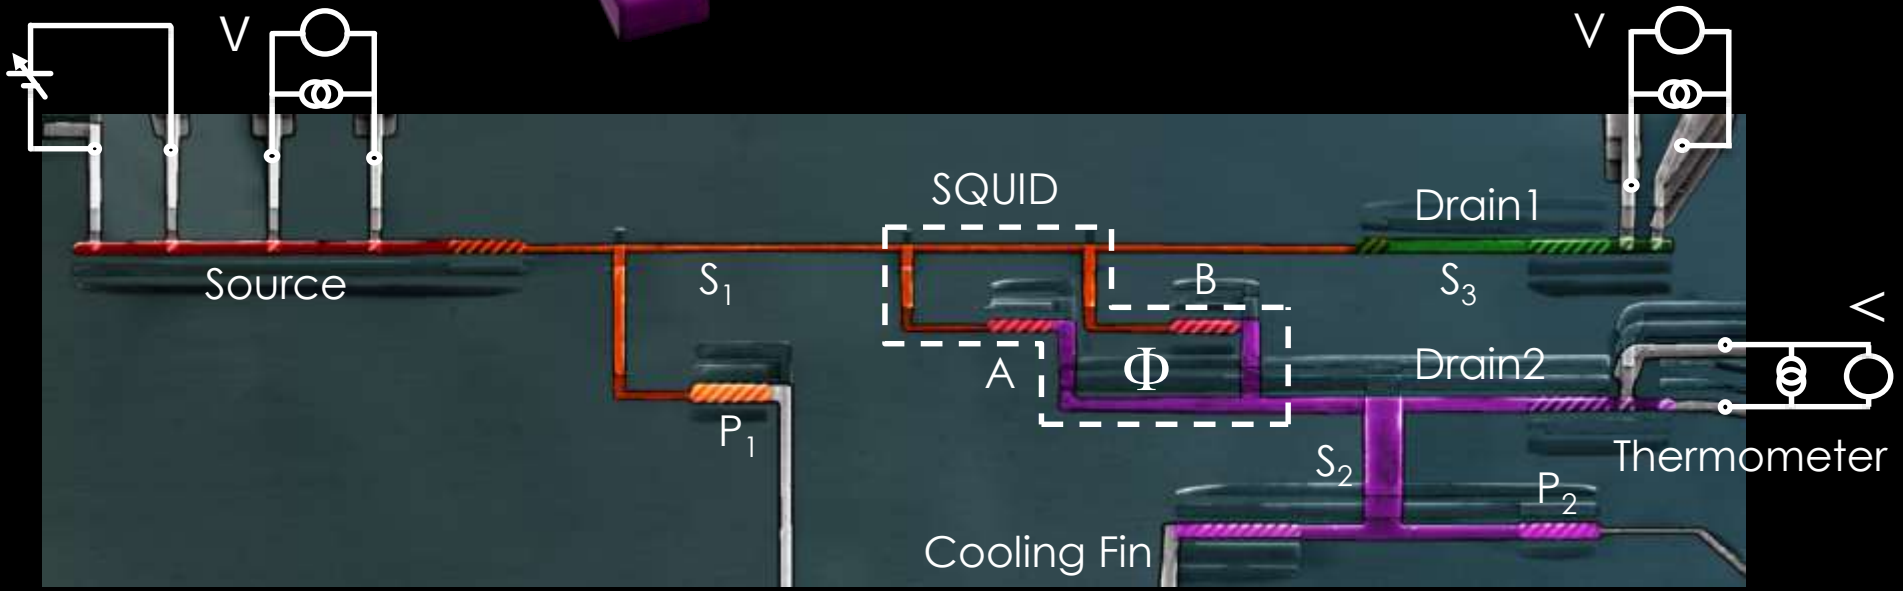 V
V
SQUID
Drain1
Source
S₁
B
S₃
V
A
Φ
Drain2
P₁
S₂
Thermometer
P₂
Cooling Fin